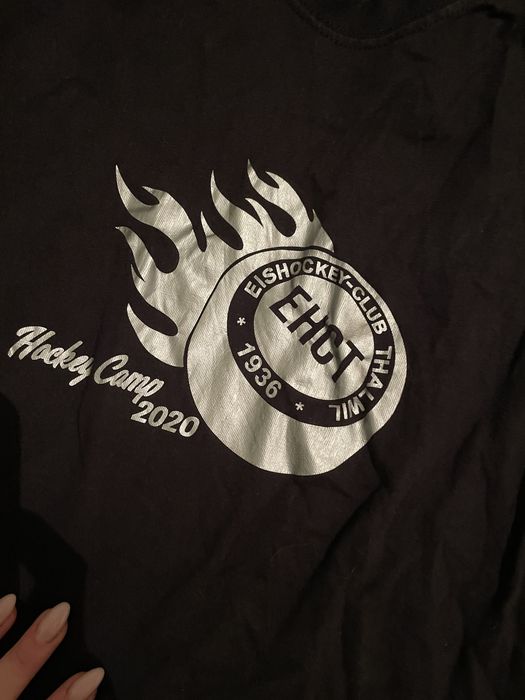 EISHOCKEY-CLUB THALWIL
EHCT
* 1936 *
Hockey Camp
2020